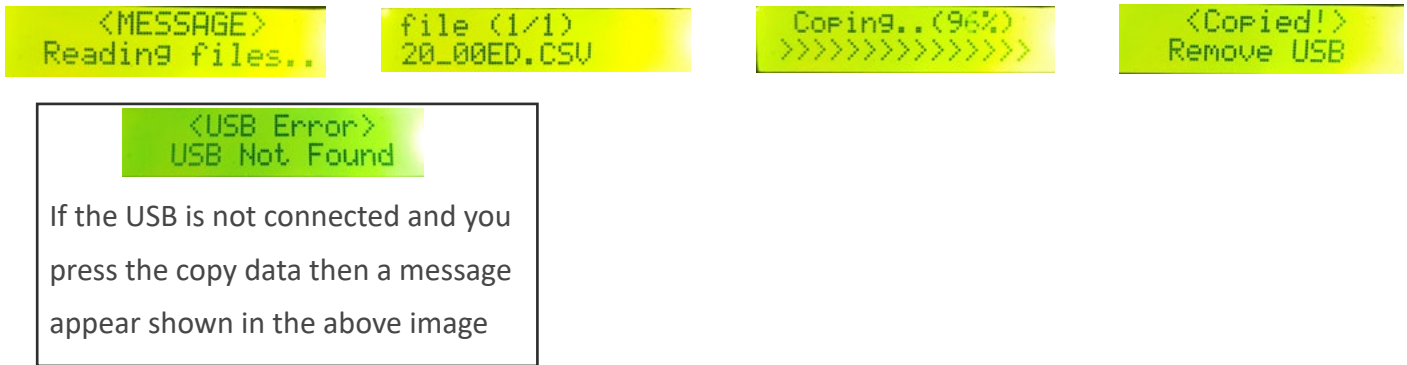 <MESSAGE>
Reading files..
file (1/1)
20_00ED.CSV
Coping..(96%)
>>>>>>>>>>>>>>>
<Copied!>
Remove USB
<USB Error>
USB Not Found
If the USB is not connected and you
press the copy data then a message
appear shown in the above image